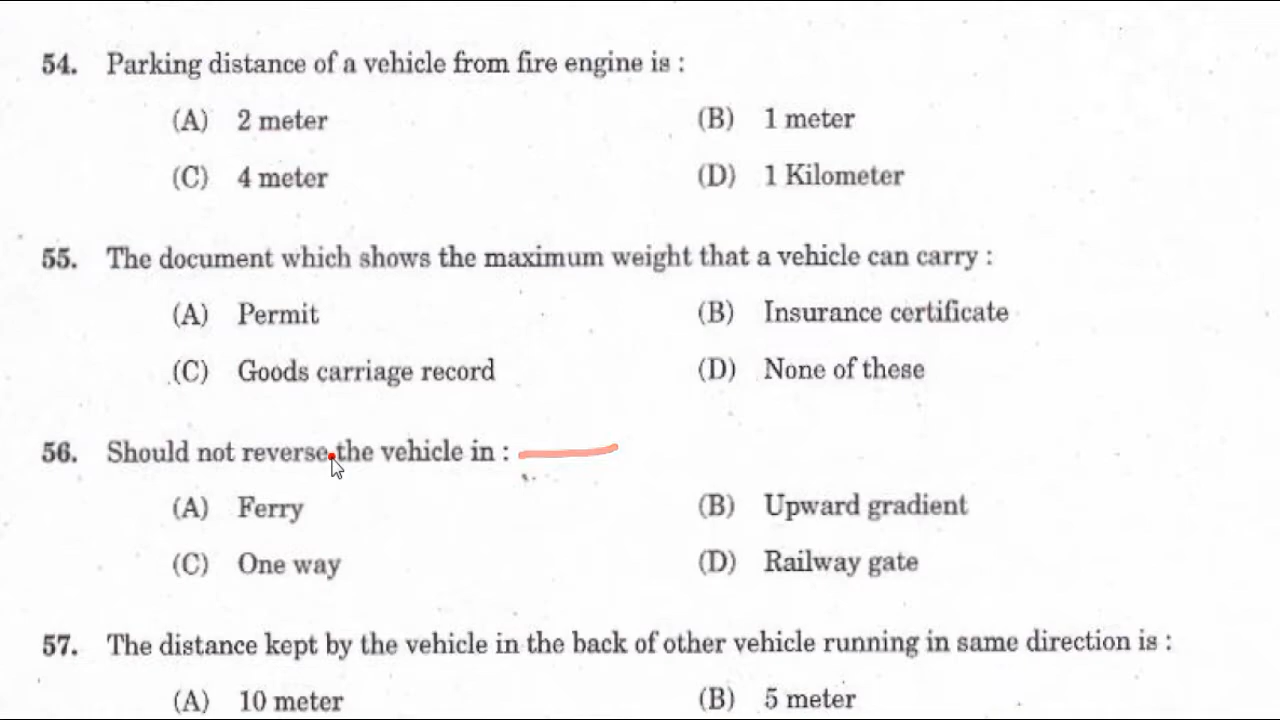 54. Parking distance of a vehicle from fire engine is :
(A) 2 meter (B) 1 meter
(C) 4 meter (D) 1 Kilometer
55. The document which shows the maximum weight that a vehicle can carry :
(A) Permit (B) Insurance certificate
(C) Goods carriage record (D) None of these
56. Should not reverse the vehicle in :
(A) Ferry (B) Upward gradient
(C) One way (D) Railway gate
57. The distance kept by the vehicle in the back of other vehicle running in same direction is :
(A) 10 meter (B) 5 meter